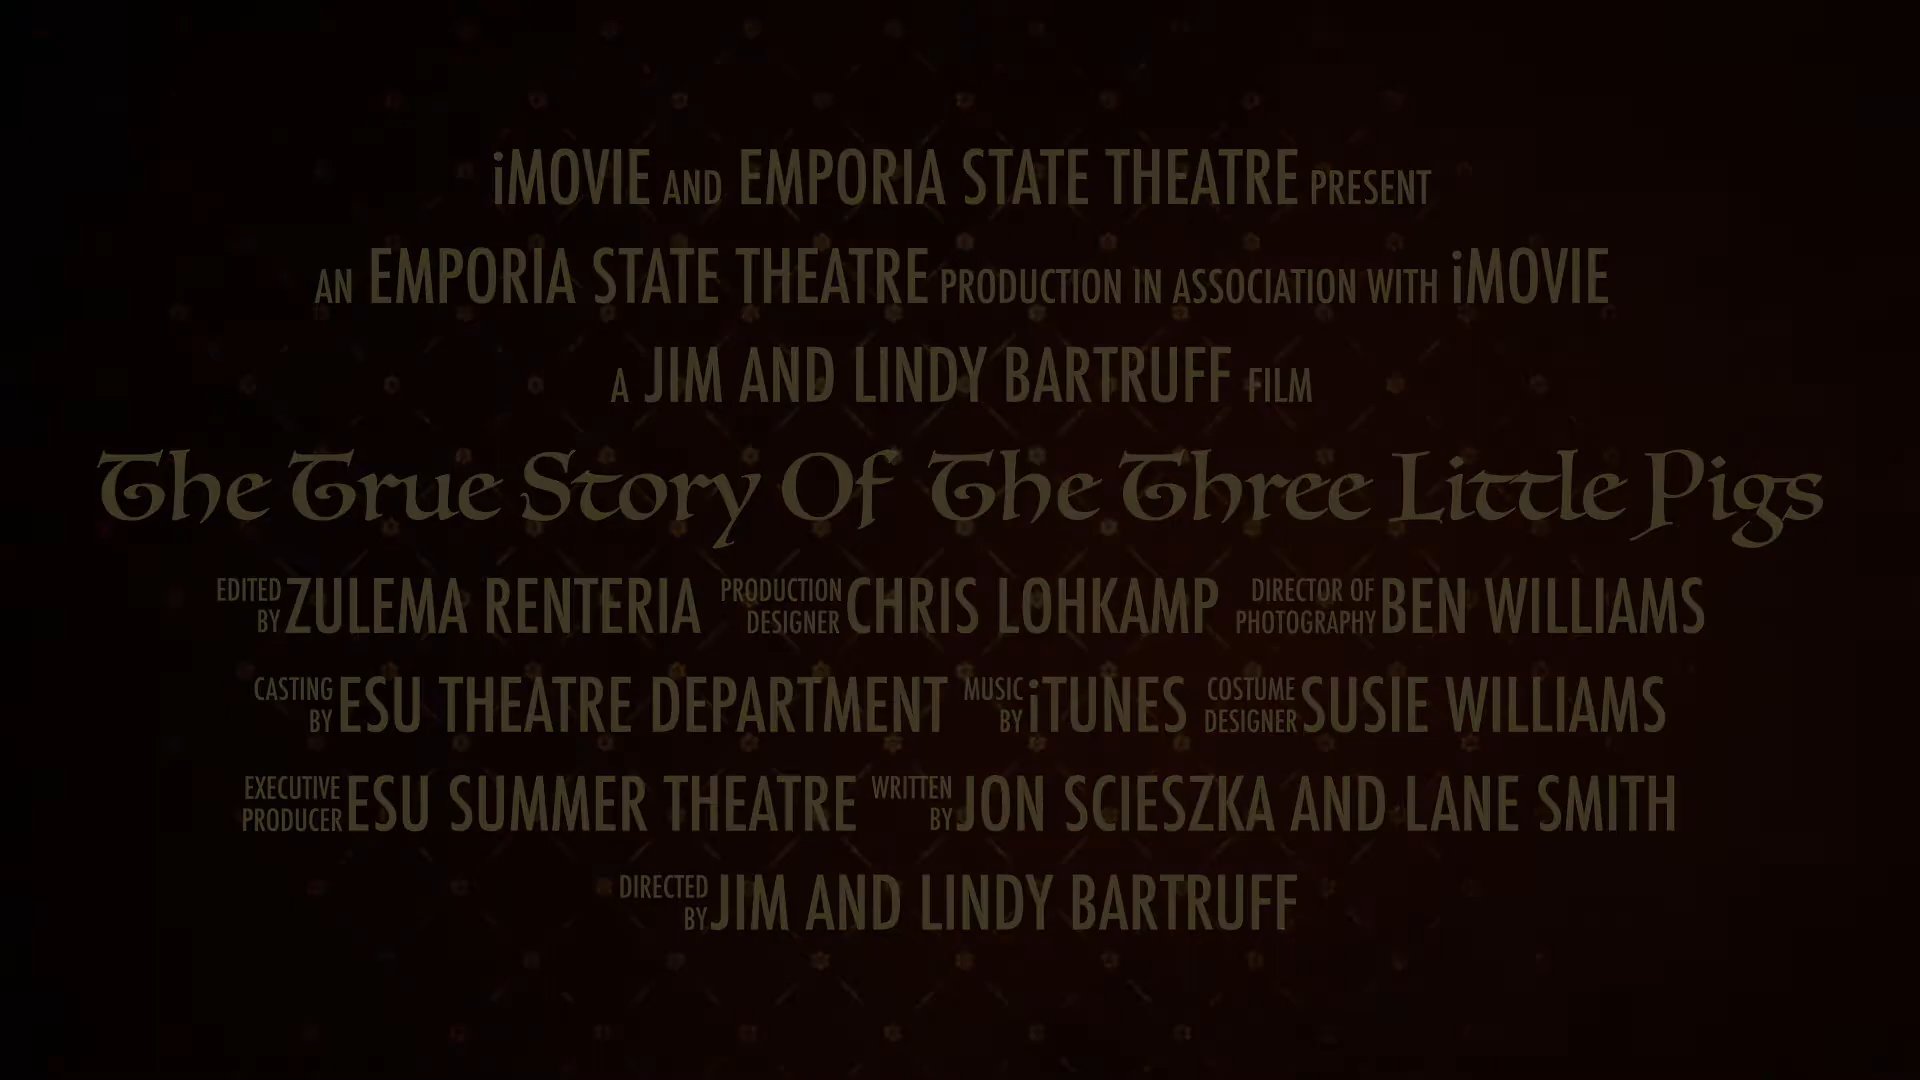 iMOVIE AND EMPORIA STATE THEATRE PRESENT
AN EMPORIA STATE THEATRE PRODUCTION IN ASSOCIATION WITH iMOVIE
A JIM AND LINDY BARTRUFF FILM
The True Story Of The Three Little Pigs
EDITED BY ZULEMA RENTERIA PRODUCTION DESIGNER CHRIS LOHKAMP DIRECTOR OF PHOTOGRAPHY BEN WILLIAMS
CASTING BY ESU THEATRE DEPARTMENT MUSIC BY iTUNES COSTUME DESIGNER SUSIE WILLIAMS
EXECUTIVE PRODUCER ESU SUMMER THEATRE WRITTEN BY JON SCIESZKA AND LANE SMITH
DIRECTED BY JIM AND LINDY BARTRUFF